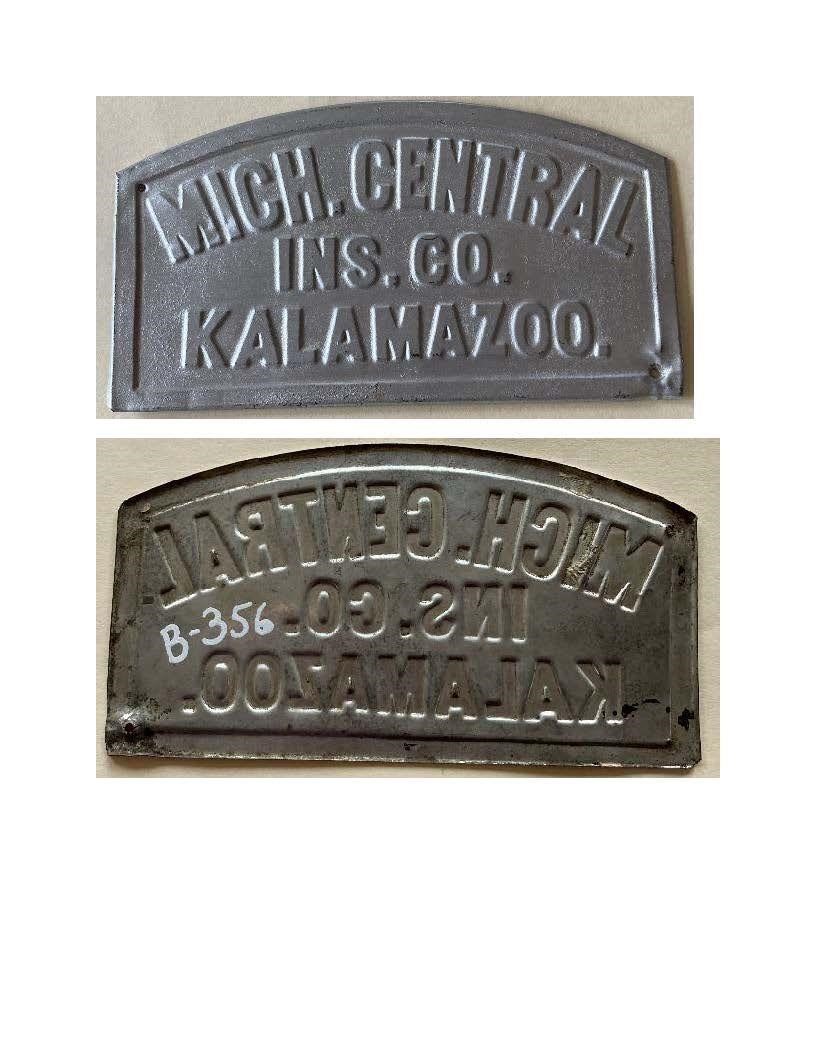 MICH. CENTRAL
INS. CO.
KALAMAZOO.
MICH. CENTRAL
INS. CO.
B-356
KALAMAZOO.